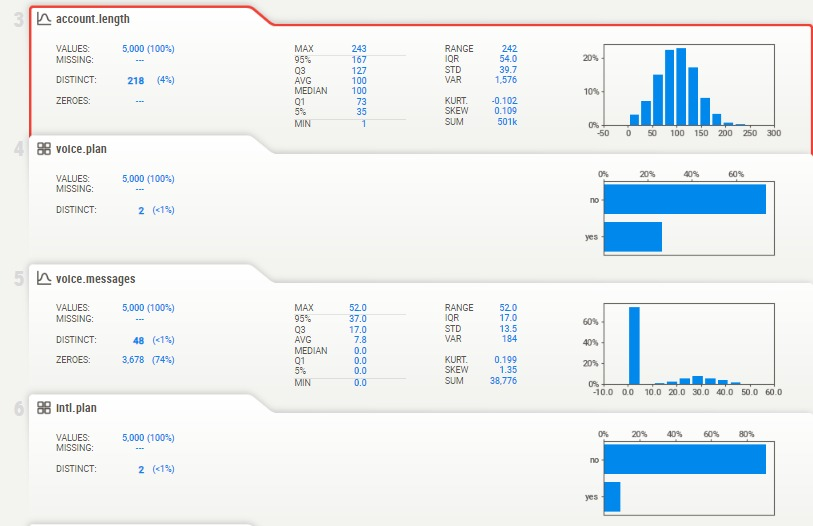 3 account.length
VALUES: 5,000 (100%)
MISSING: ---
DISTINCT: 218 (4%)
ZEROES: ---
MAX 243
95% 167
Q3 127
AVG 100
MEDIAN 100
Q1 73
5% 35
MIN 1
RANGE 242
IQR 54.0
STD 39.7
VAR 1,576
KURT. -0.102
SKEW 0.109
SUM 501k
20%
10%
0%
-50 0 50 100 150 200 250 300
4 voice.plan
VALUES: 5,000 (100%)
MISSING: ---
DISTINCT: 2 (<1%)
0% 20% 40% 60%
no
yes
5 voice.messages
VALUES: 5,000 (100%)
MISSING: ---
DISTINCT: 48 (<1%)
ZEROES: 3,678 (74%)
MAX 52.0
95% 37.0
Q3 17.0
AVG 7.8
MEDIAN 0.0
Q1 0.0
5% 0.0
MIN 0.0
RANGE 52.0
IQR 17.0
STD 13.5
VAR 184
KURT. 0.199
SKEW 1.35
SUM 38,776
60%
40%
20%
0%
-10.0 0.0 10.0 20.0 30.0 40.0 50.0 60.0
6 intl.plan
VALUES: 5,000 (100%)
MISSING: ---
DISTINCT: 2 (<1%)
0% 20% 40% 60% 80%
no
yes